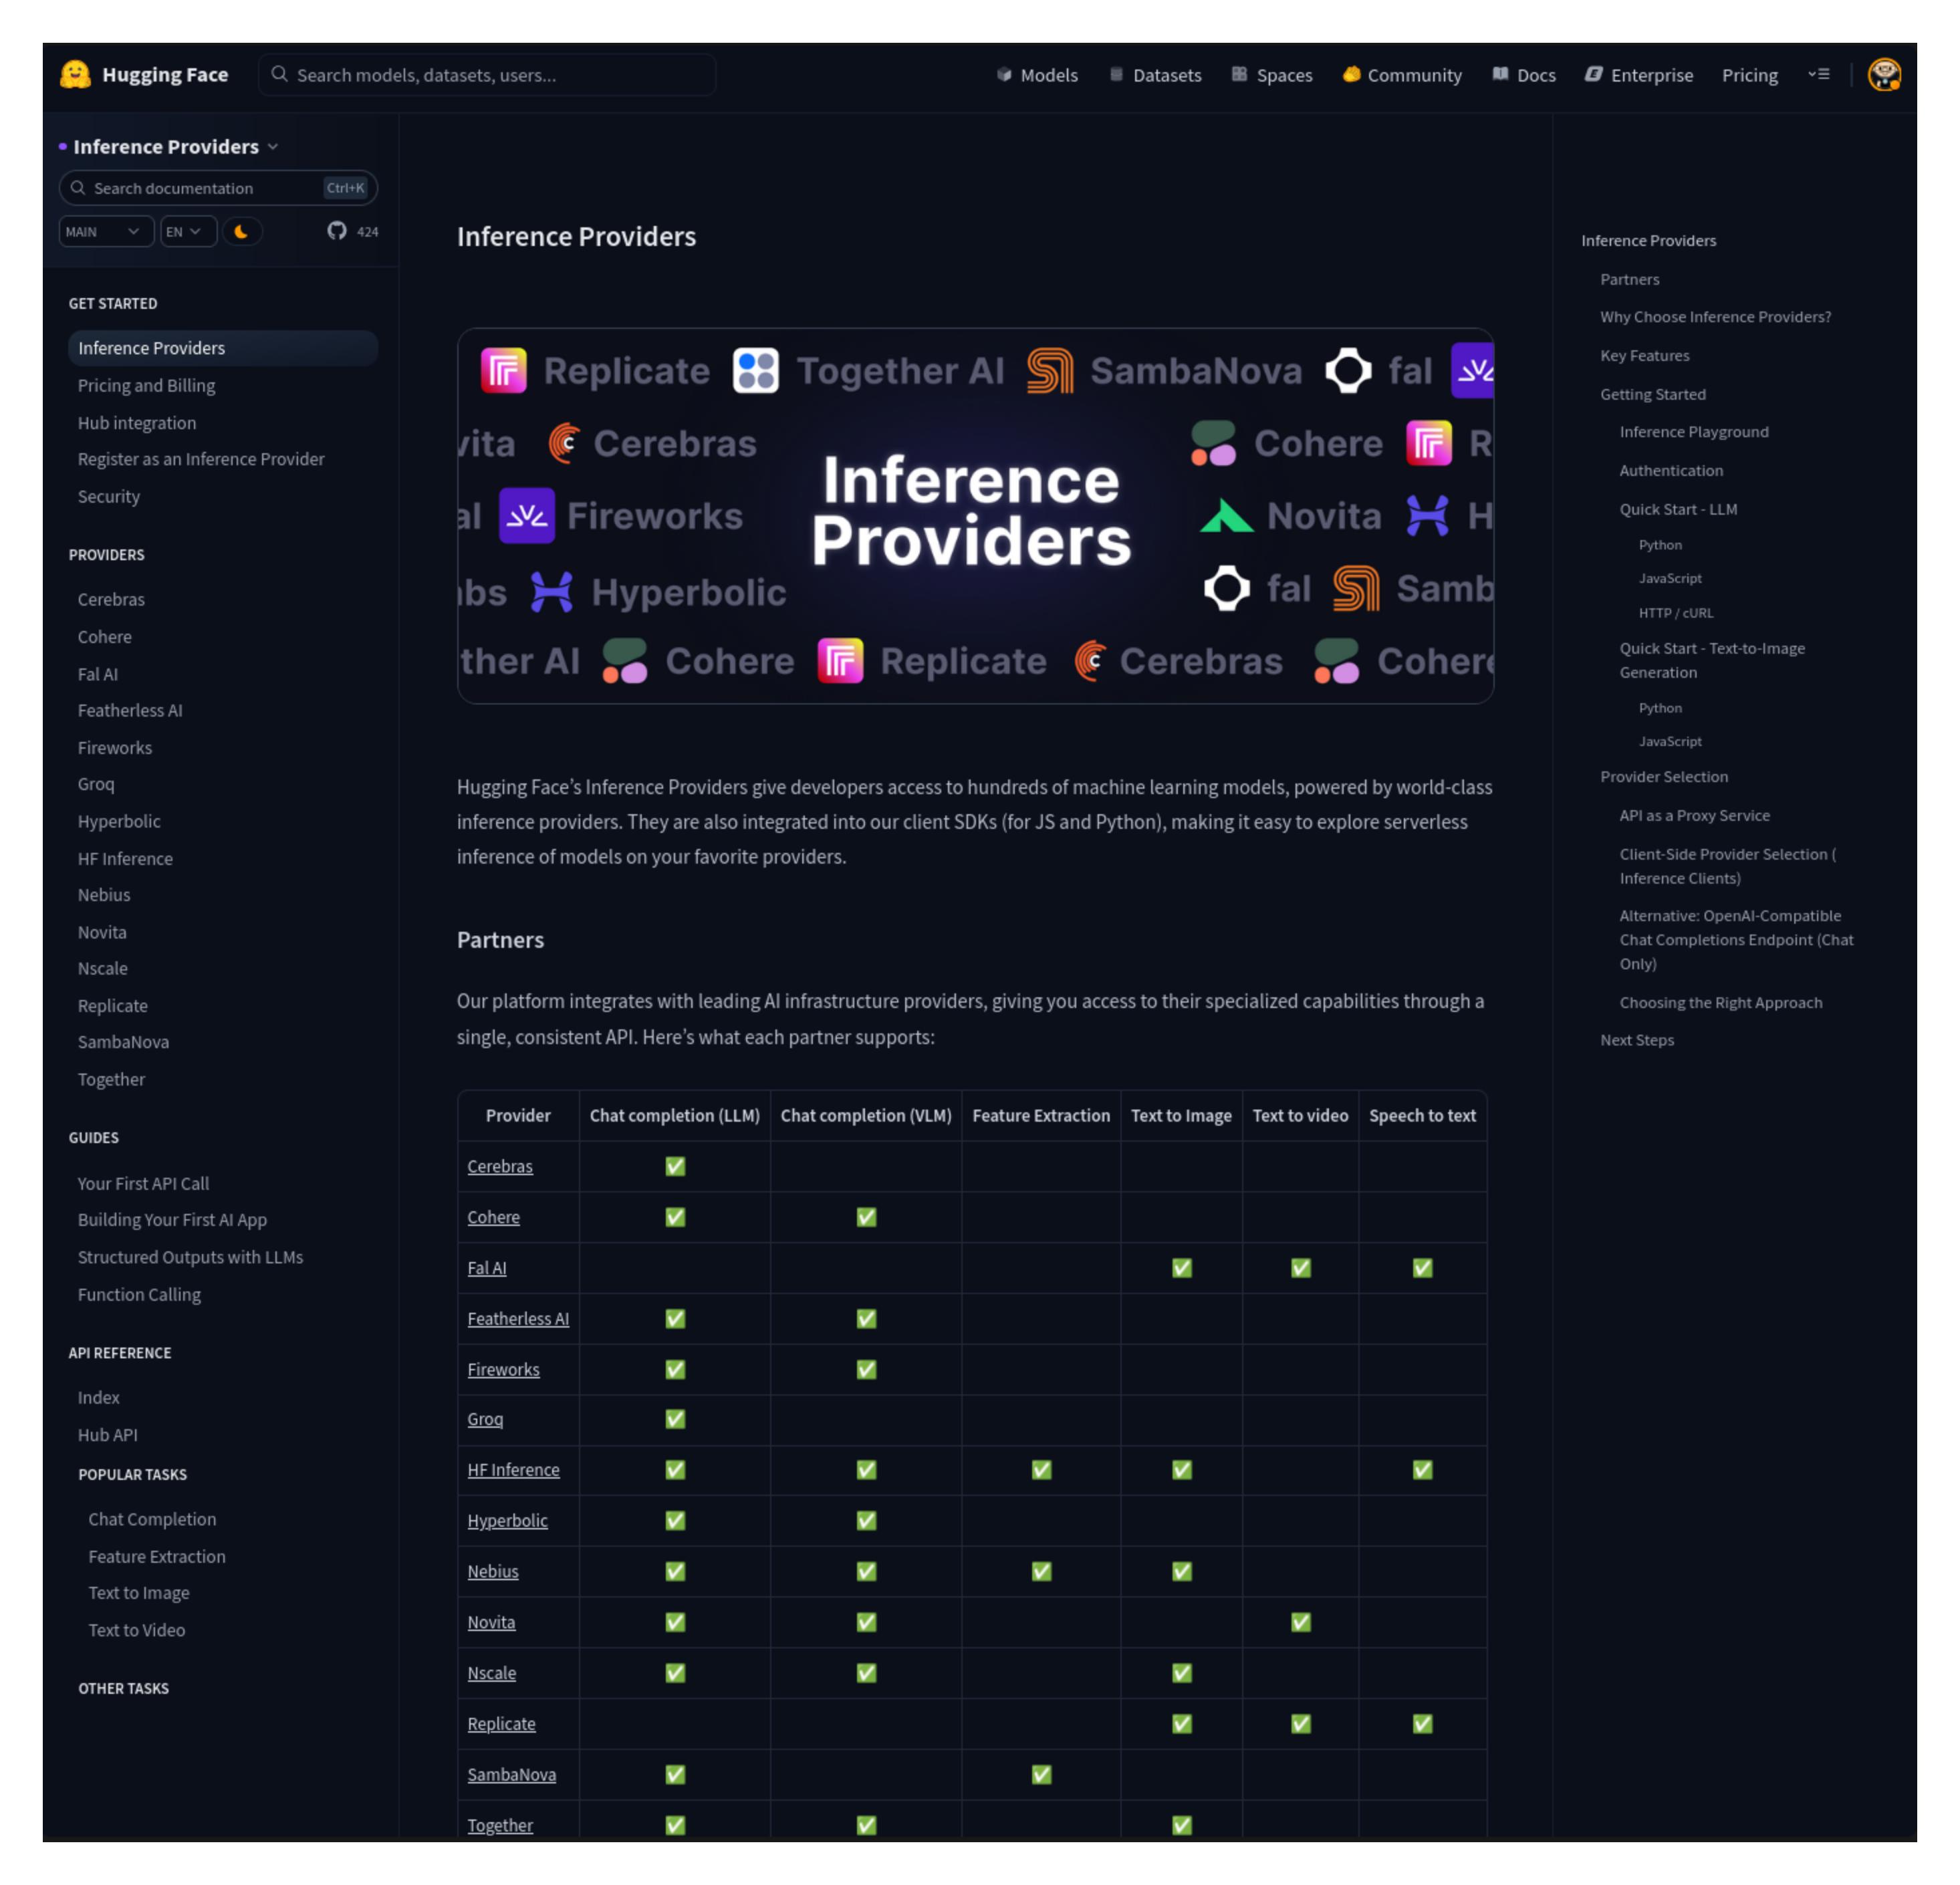 Hugging Face
Search models, datasets, users...
Models
Datasets
Spaces
Community
Docs
Enterprise
Pricing
Inference Providers
Search documentation
Ctrl+K
MAIN
EN
424
GET STARTED
Inference Providers
Pricing and Billing
Hub integration
Register as an Inference Provider
Security
PROVIDERS
Cerebras
Cohere
Fal AI
Featherless AI
Fireworks
Groq
Hyperbolic
HF Inference
Nebius
Novita
Nscale
Replicate
SambaNova
Together
GUIDES
Your First API Call
Building Your First AI App
Structured Outputs with LLMs
Function Calling
API REFERENCE
Index
Hub API
POPULAR TASKS
Chat Completion
Feature Extraction
Text to Image
Text to Video
OTHER TASKS
Inference Providers
Replicate Together AI SambaNova fal
vita Cerebras Cohere R
al Fireworks Novita H
Inference
Providers
bs Hyperbolic fal Samb
ther AI Cohere Replicate Cerebras Cohere
Hugging Face’s Inference Providers give developers access to hundreds of machine learning models, powered by world-class
inference providers. They are also integrated into our client SDKs (for JS and Python), making it easy to explore serverless
inference of models on your favorite providers.
Partners
Our platform integrates with leading AI infrastructure providers, giving you access to their specialized capabilities through a
single, consistent API. Here’s what each partner supports:
Provider Chat completion (LLM) Chat completion (VLM) Feature Extraction Text to Image Text to video Speech to text
Cerebras ✅
Cohere ✅ ✅
Fal AI ✅ ✅ ✅
Featherless AI ✅ ✅
Fireworks ✅ ✅
Groq ✅
HF Inference ✅ ✅ ✅ ✅ ✅
Hyperbolic ✅ ✅
Nebius ✅ ✅ ✅ ✅
Novita ✅ ✅ ✅
Nscale ✅ ✅ ✅
Replicate ✅ ✅ ✅
SambaNova ✅ ✅
Together ✅ ✅ ✅
Inference Providers
Partners
Why Choose Inference Providers?
Key Features
Getting Started
Inference Playground
Authentication
Quick Start - LLM
Python
JavaScript
HTTP / cURL
Quick Start - Text-to-Image
Generation
Python
JavaScript
Provider Selection
API as a Proxy Service
Client-Side Provider Selection (
Inference Clients)
Alternative: OpenAI-Compatible
Chat Completions Endpoint (Chat
Only)
Choosing the Right Approach
Next Steps